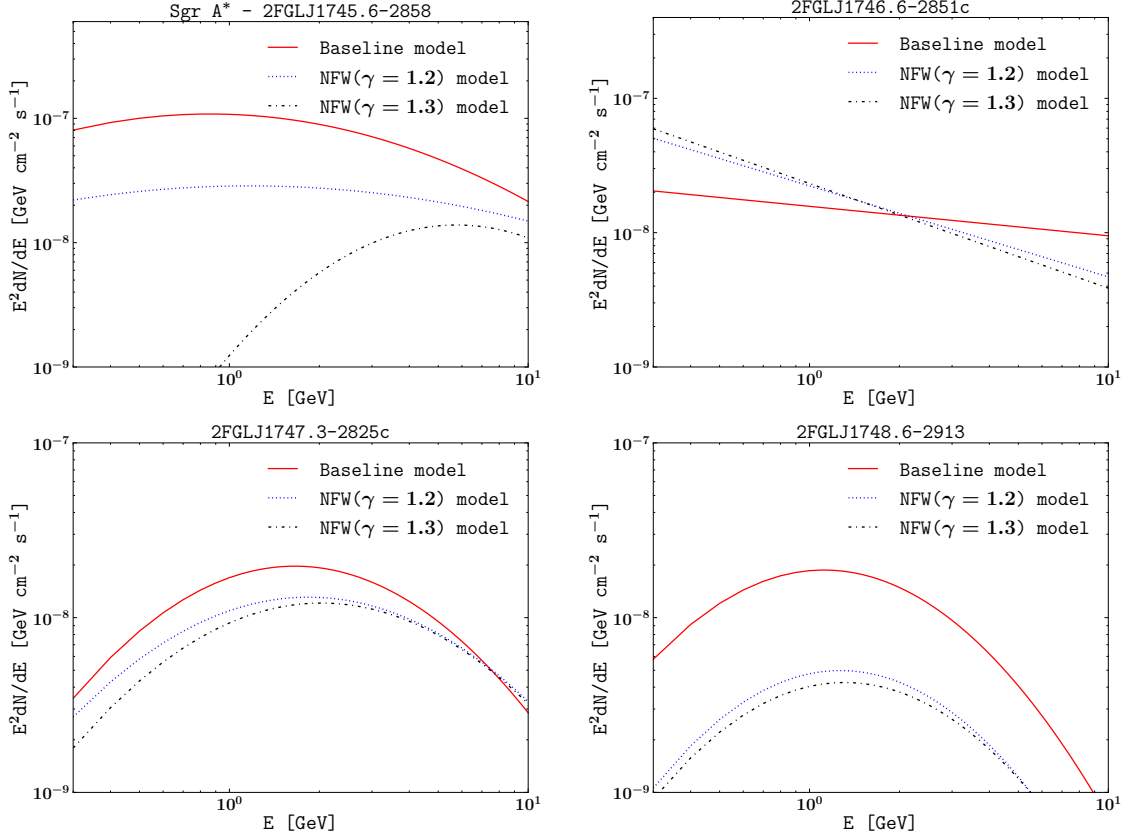 Sgr A* - 2FGLJ1745.6-2858
Baseline model
NFW(γ = 1.2) model
NFW(γ = 1.3) model
10⁻⁷
10⁻⁸
10⁻⁹
E²dN/dE [GeV cm⁻² s⁻¹]
10⁰
10¹
E [GeV]
2FGLJ1746.6-2851c
Baseline model
NFW(γ = 1.2) model
NFW(γ = 1.3) model
10⁻⁷
10⁻⁸
10⁻⁹
E²dN/dE [GeV cm⁻² s⁻¹]
10⁰
10¹
E [GeV]
2FGLJ1747.3-2825c
10⁻⁷
Baseline model
NFW(γ = 1.2) model
NFW(γ = 1.3) model
10⁻⁸
10⁻⁹
E²dN/dE [GeV cm⁻² s⁻¹]
10⁰
10¹
E [GeV]
2FGLJ1748.6-2913
10⁻⁷
Baseline model
NFW(γ = 1.2) model
NFW(γ = 1.3) model
10⁻⁸
10⁻⁹
E²dN/dE [GeV cm⁻² s⁻¹]
10⁰
10¹
E [GeV]